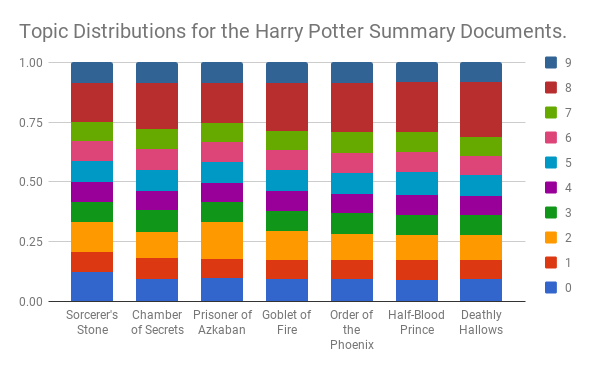 Topic Distributions for the Harry Potter Summary Documents.
1.00
0.75
0.50
0.25
0.00
Sorcerer's
Stone
Chamber
of Secrets
Prisoner of
Azkaban
Goblet of
Fire
Order of
the
Phoenix
Half-Blood
Prince
Deathly
Hallows
9
8
7
6
5
4
3
2
1
0